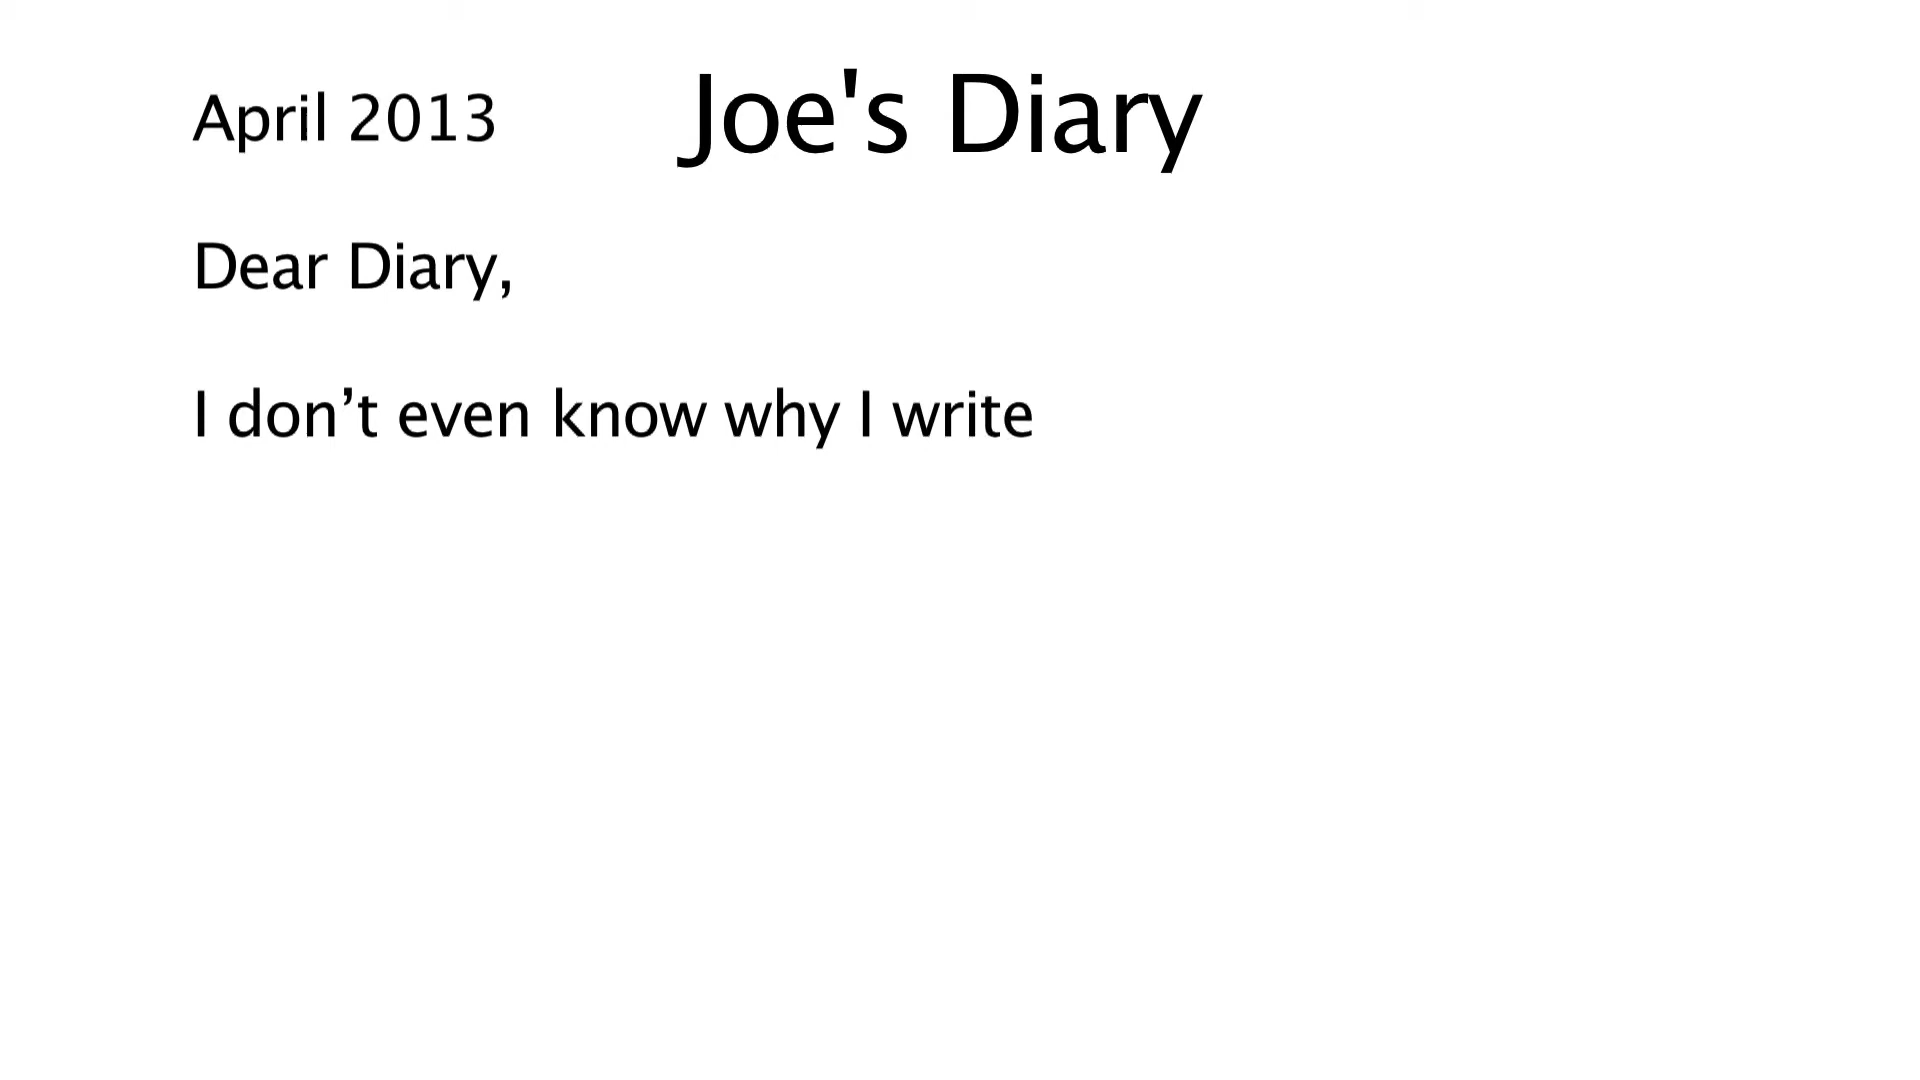 April 2013
Joe's Diary
Dear Diary,
I don’t even know why I write